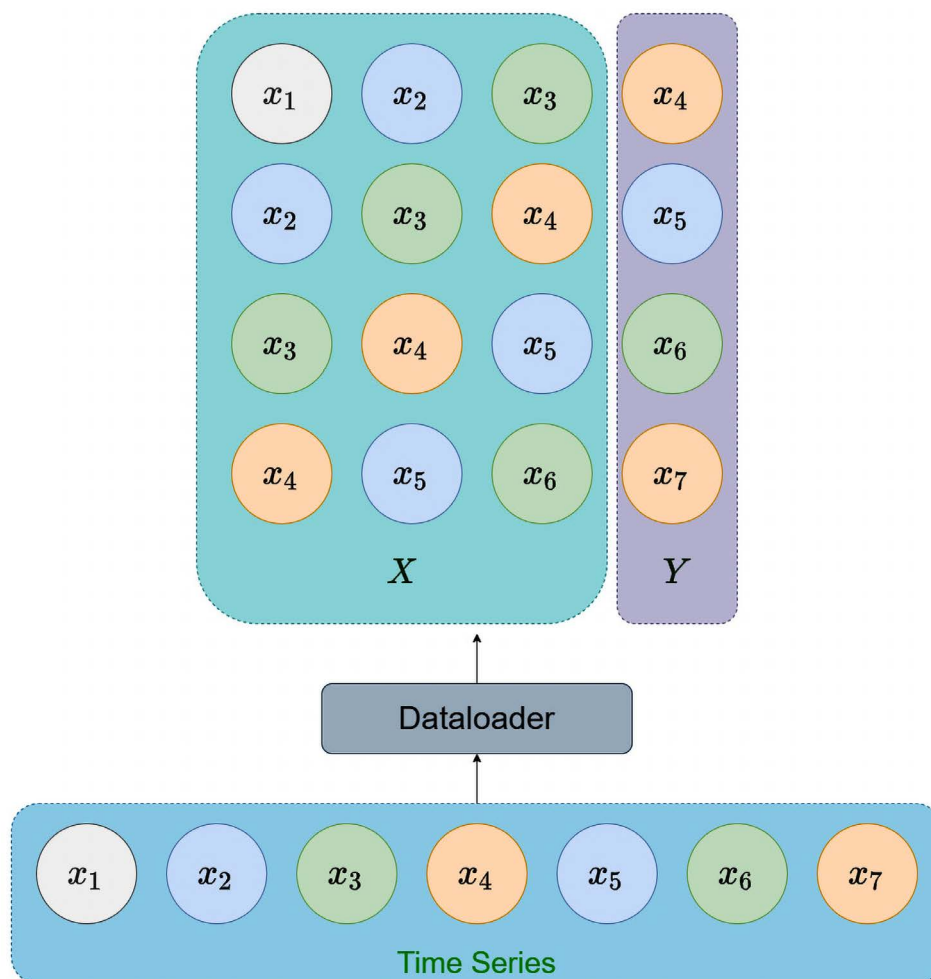 x₁ x₂ x₃ x₄
x₂ x₃ x₄ x₅
x₃ x₄ x₅ x₆
x₄ x₅ x₆ x₇
X Y
Dataloader
x₁ x₂ x₃ x₄ x₅ x₆ x₇
Time Series